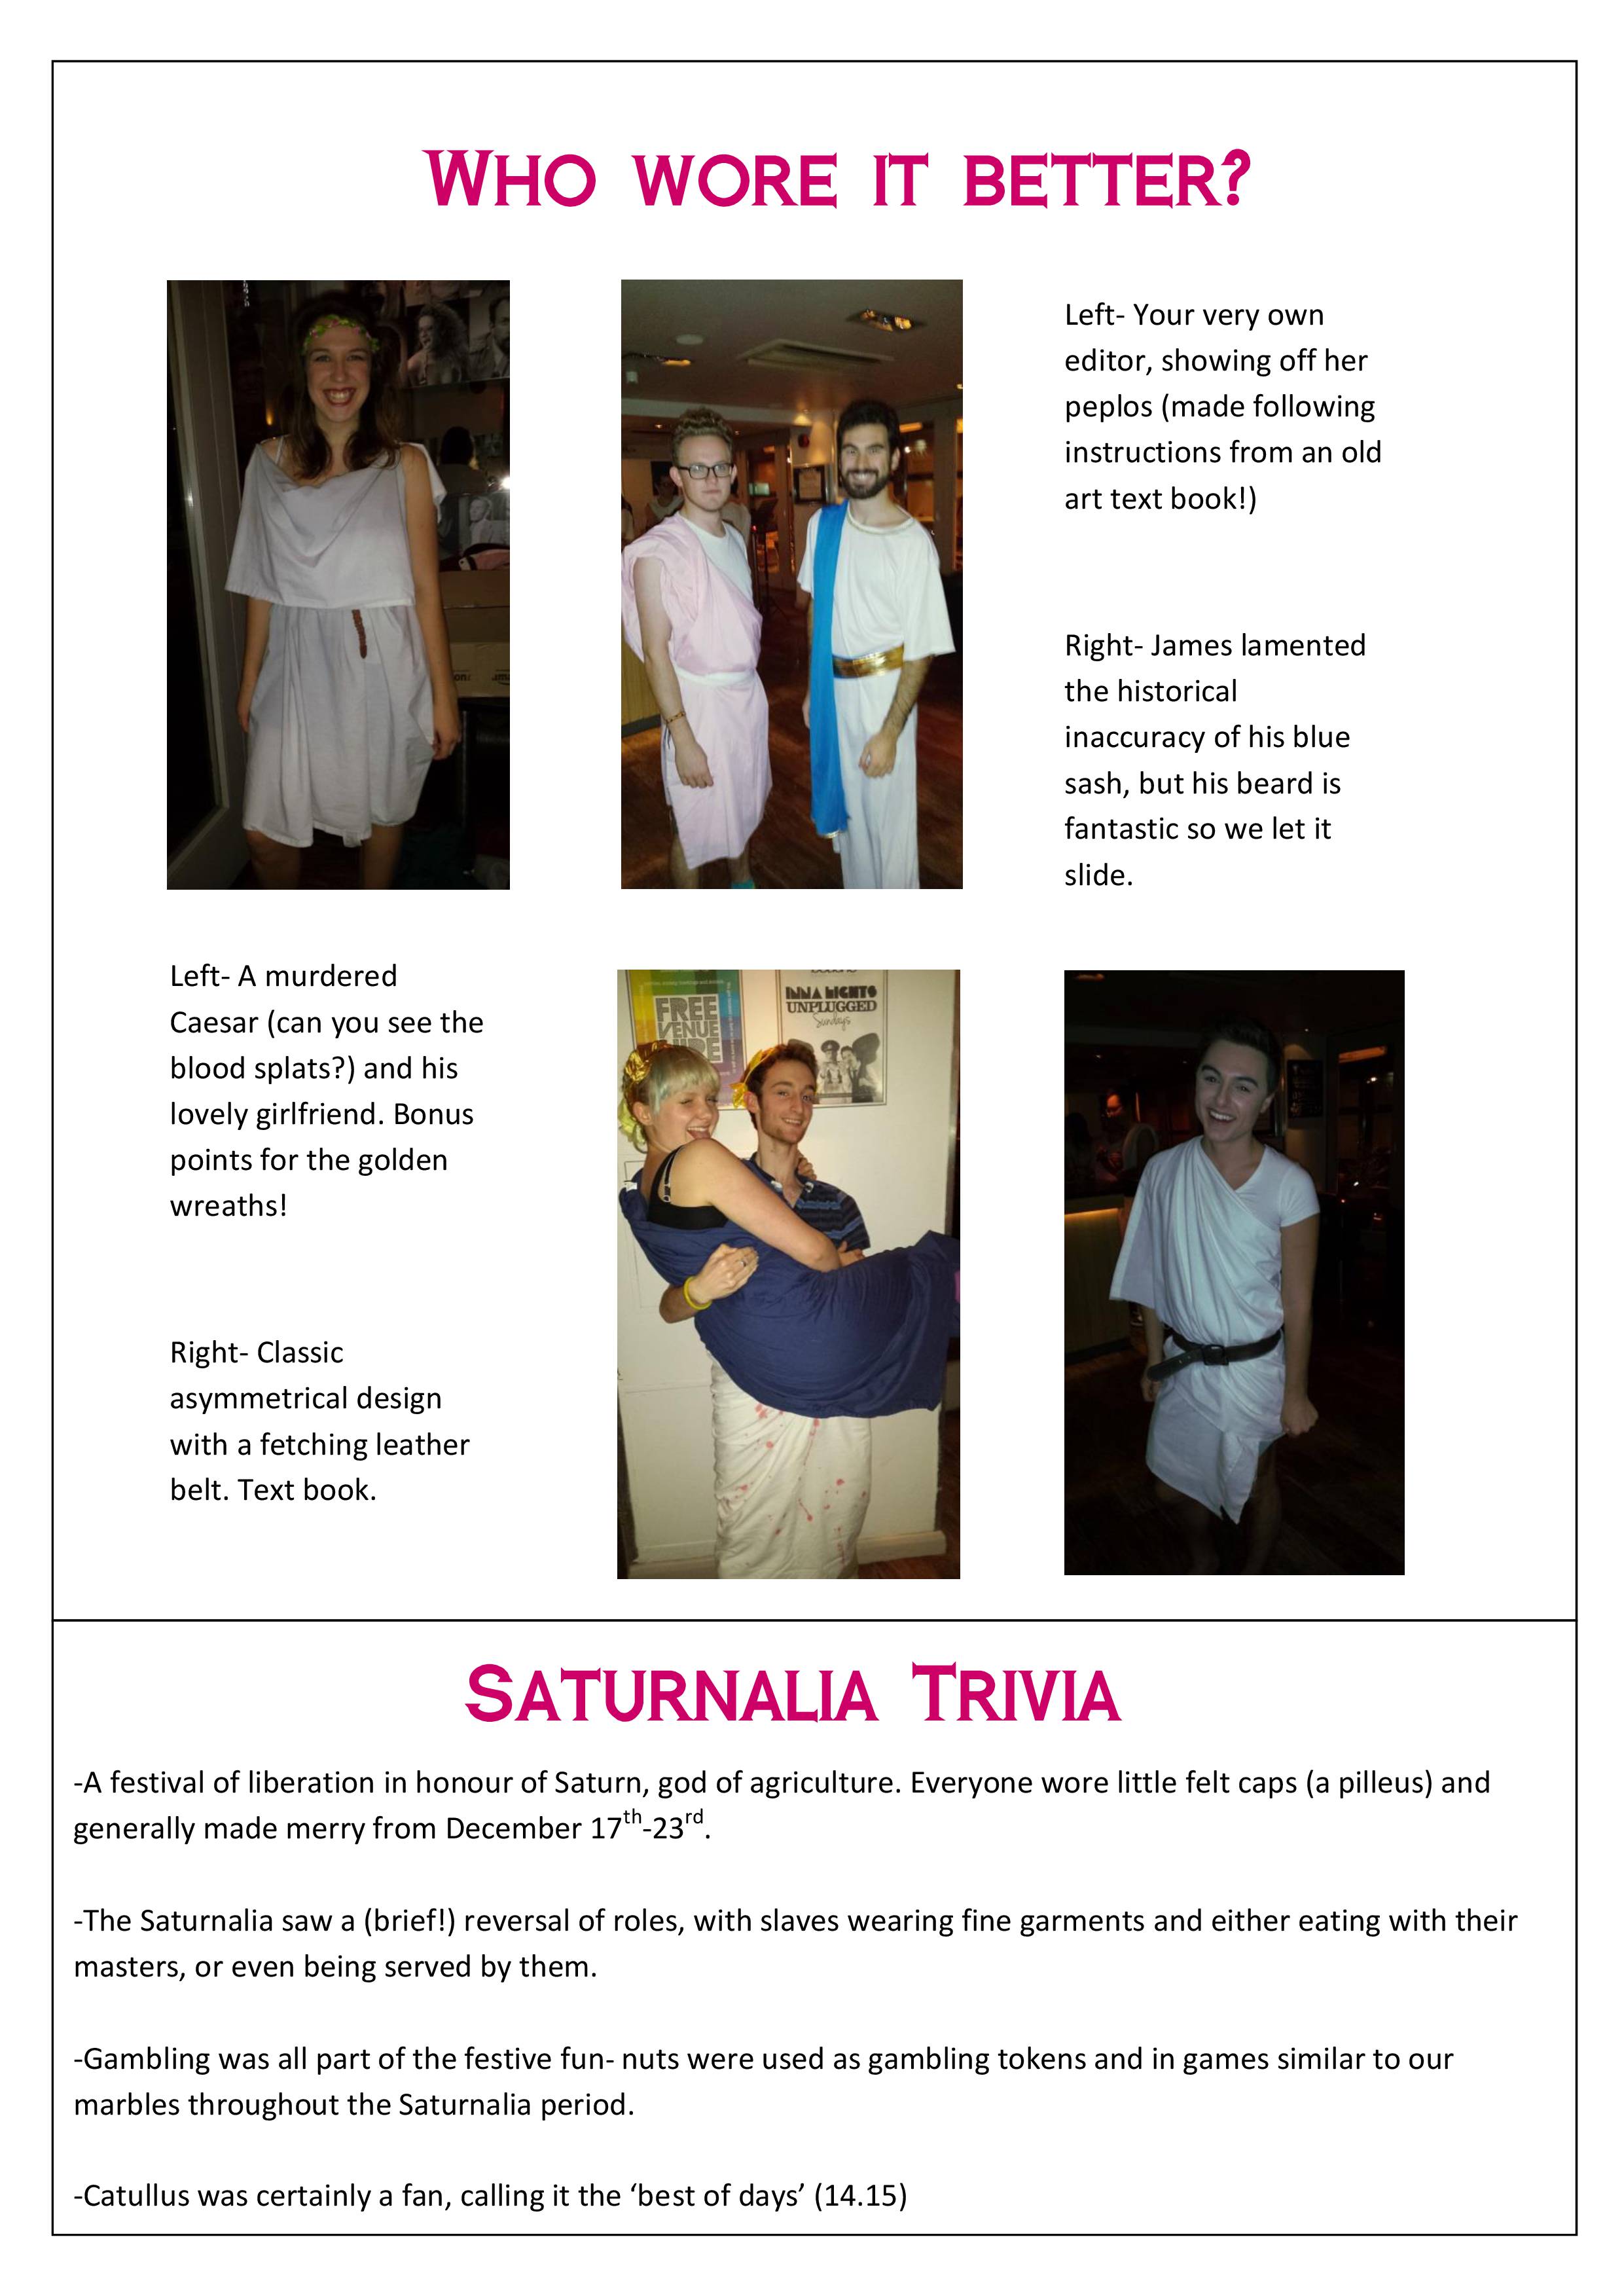 WHO WORE IT BETTER?
Left- Your very own
editor, showing off her
peplos (made following
instructions from an old
art text book!)
Right- James lamented
the historical
inaccuracy of his blue
sash, but his beard is
fantastic so we let it
slide.
Left- A murdered
Caesar (can you see the
blood splats?) and his
lovely girlfriend. Bonus
points for the golden
wreaths!
Right- Classic
asymmetrical design
with a fetching leather
belt. Text book.
FREE
VENUE
UNPLUGGED
Sundays
SATURNALIA TRIVIA
-A festival of liberation in honour of Saturn, god of agriculture. Everyone wore little felt caps (a pilleus) and
generally made merry from December 17th-23rd.
-The Saturnalia saw a (brief!) reversal of roles, with slaves wearing fine garments and either eating with their
masters, or even being served by them.
-Gambling was all part of the festive fun- nuts were used as gambling tokens and in games similar to our
marbles throughout the Saturnalia period.
-Catullus was certainly a fan, calling it the ‘best of days’ (14.15)